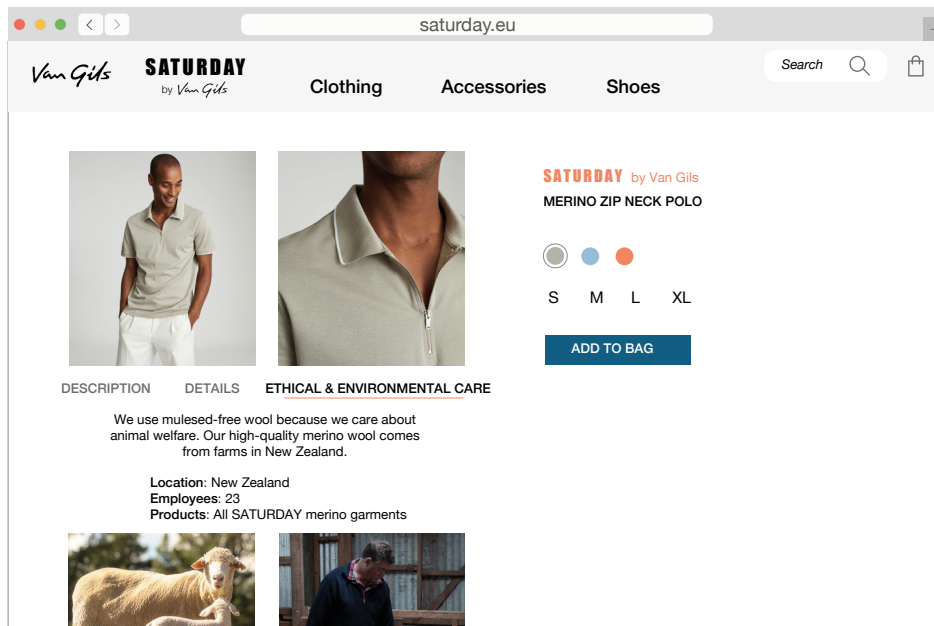 saturday.eu
Van Gils
SATURDAY
by Van Gils
Clothing
Accessories
Shoes
Search
SATURDAY by Van Gils
MERINO ZIP NECK POLO
S M L XL
ADD TO BAG
DESCRIPTION DETAILS ETHICAL & ENVIRONMENTAL CARE
We use mulesed-free wool because we care about
animal welfare. Our high-quality merino wool comes
from farms in New Zealand.
Location: New Zealand
Employees: 23
Products: All SATURDAY merino garments